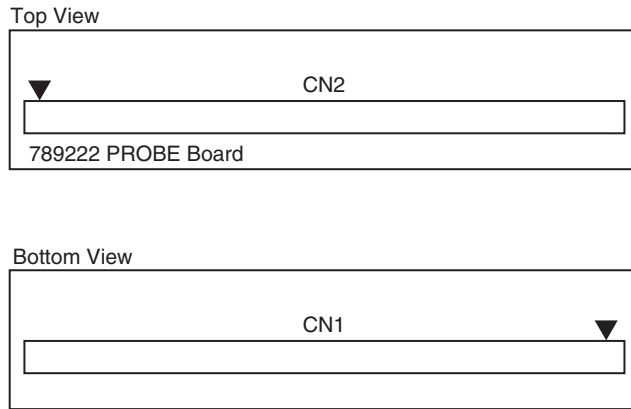 Top View
CN2
789222 PROBE Board
Bottom View
CN1